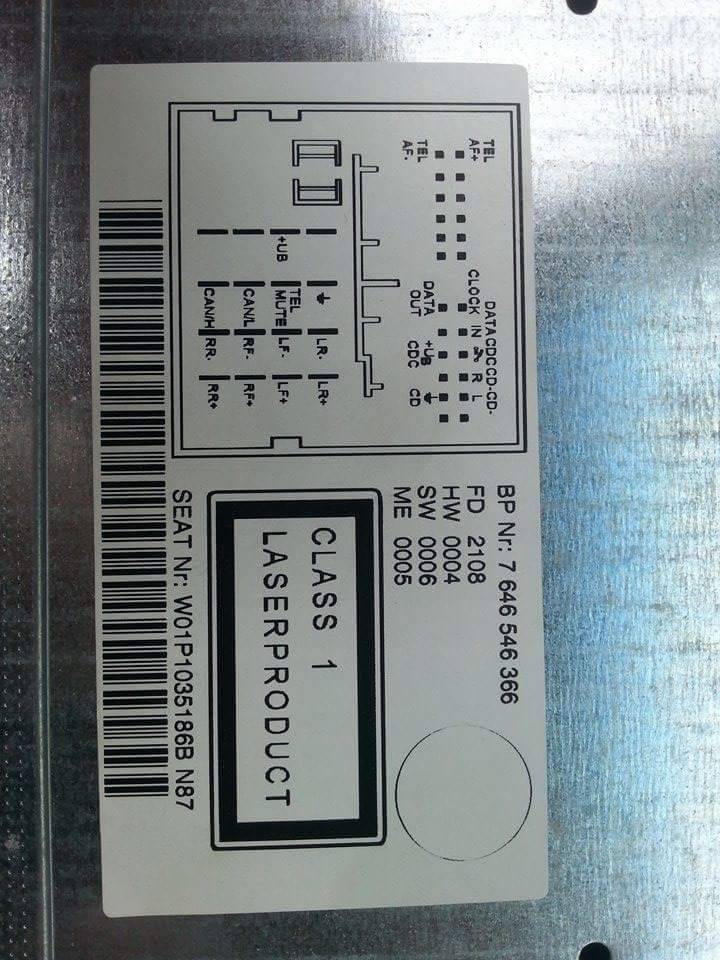 TEL
AF+
TEL
AF-
DATA CDC CD- CD-
CLOCK IN R L
DATA
OUT
+UB
CDC
CD
+UB
TEL
MUTE
LR- LR+
LF- LF+
CAN/L RF- RF+
CAN/H RR- RR+
BP Nr: 7 646 546 366
FD 2108
HW 0004
SW 0006
ME 0005
CLASS 1
LASERPRODUCT
SEAT Nr: W01P1035186B N87